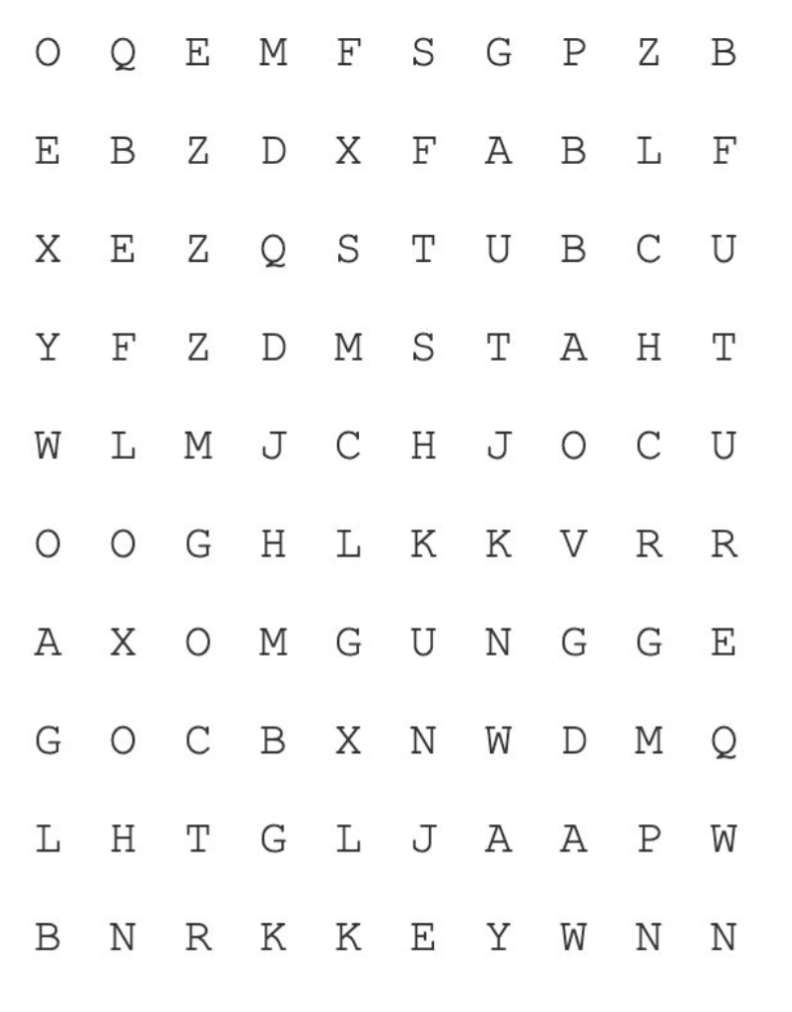 O Q E M F S G P Z B
E B Z D X F A B L F
X E Z Q S T U B C U
Y F Z D M S T A H T
W L M J C H J O C U
O O G H L K K V R R
A X O M G U N G G E
G O C B X N W D M Q
L H T G L J A A P W
B N R K K E Y W N N